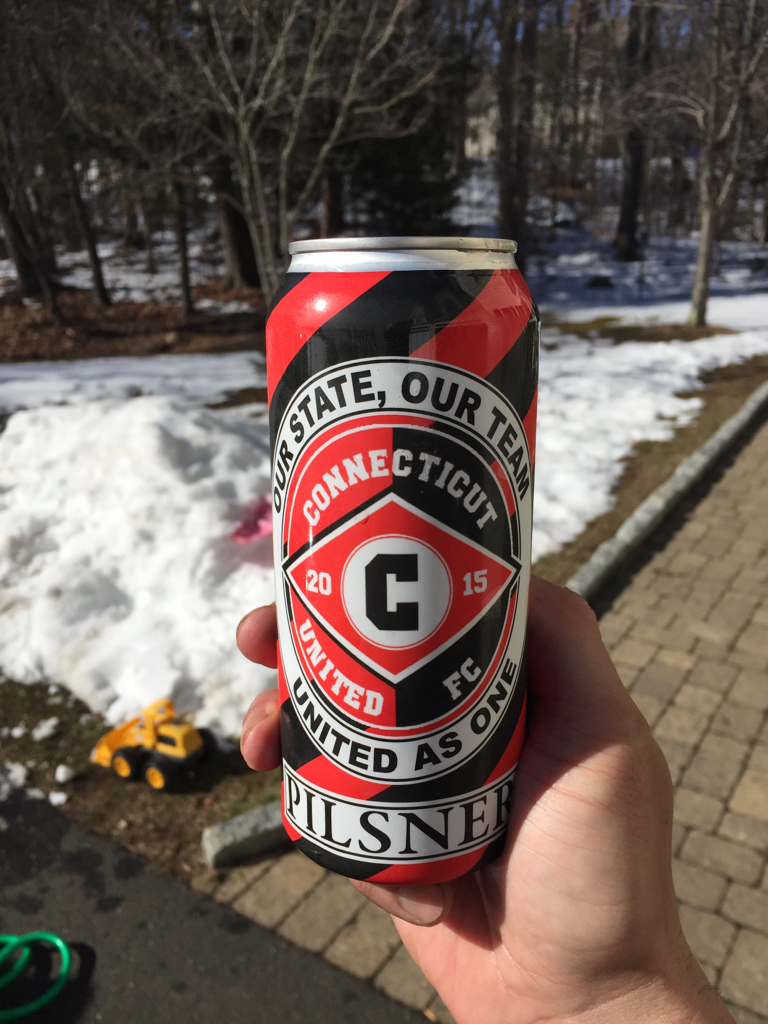 OUR STATE, OUR TEAM
CONNECTICUT
20 C 15
UNITED FC
UNITED AS ONE
PILSNER